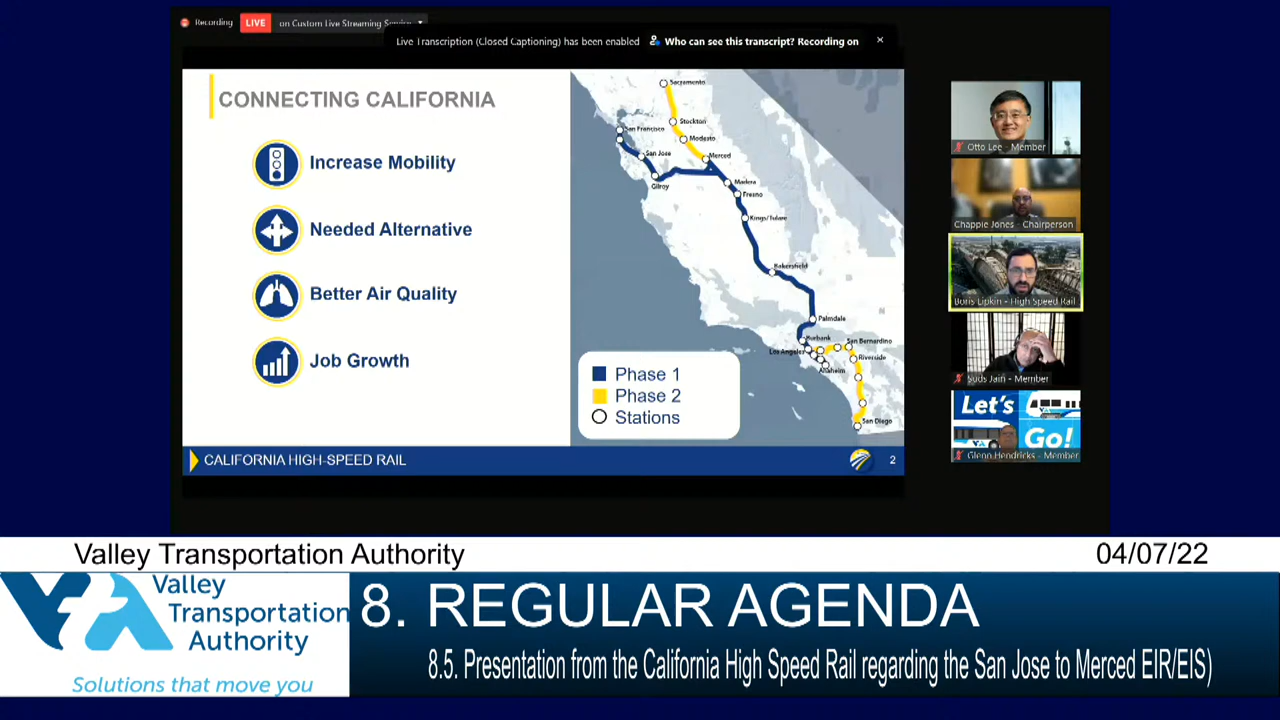 Recording
LIVE
on Custom Live Streaming Service
Live Transcription (Closed Captioning) has been enabled
Who can see this transcript? Recording on
CONNECTING CALIFORNIA
Increase Mobility
Needed Alternative
Better Air Quality
Job Growth
Sacramento
Stockton
Modesto
San Francisco
Merced
San Jose
Gilroy
Madera
Fresno
Kings/Tulare
Bakersfield
Palmdale
Burbank
San Bernardino
Los Angeles
Riverside
Anaheim
San Diego
Phase 1
Phase 2
Stations
CALIFORNIA HIGH-SPEED RAIL
2
Otto Lee - Member
Chappie Jones - Chairperson
Boris Lipkin - High Speed Rail
Suds Jain - Member
Let's
Go!
Glenn Hendricks - Member
Valley Transportation Authority
04/07/22
Valley
Transportation
Authority
Solutions that move you
8. REGULAR AGENDA
8.5. Presentation from the California High Speed Rail regarding the San Jose to Merced EIR/EIS)